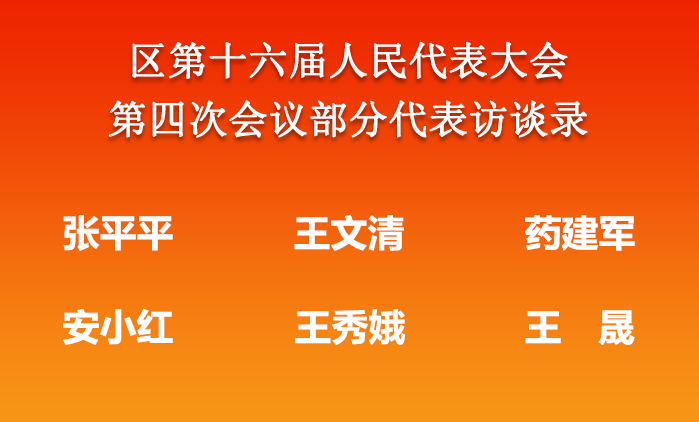 区第十六届人民代表大会
第四次会议部分代表访谈录
张平平 王文清 药建军
安小红 王秀娥 王　晟